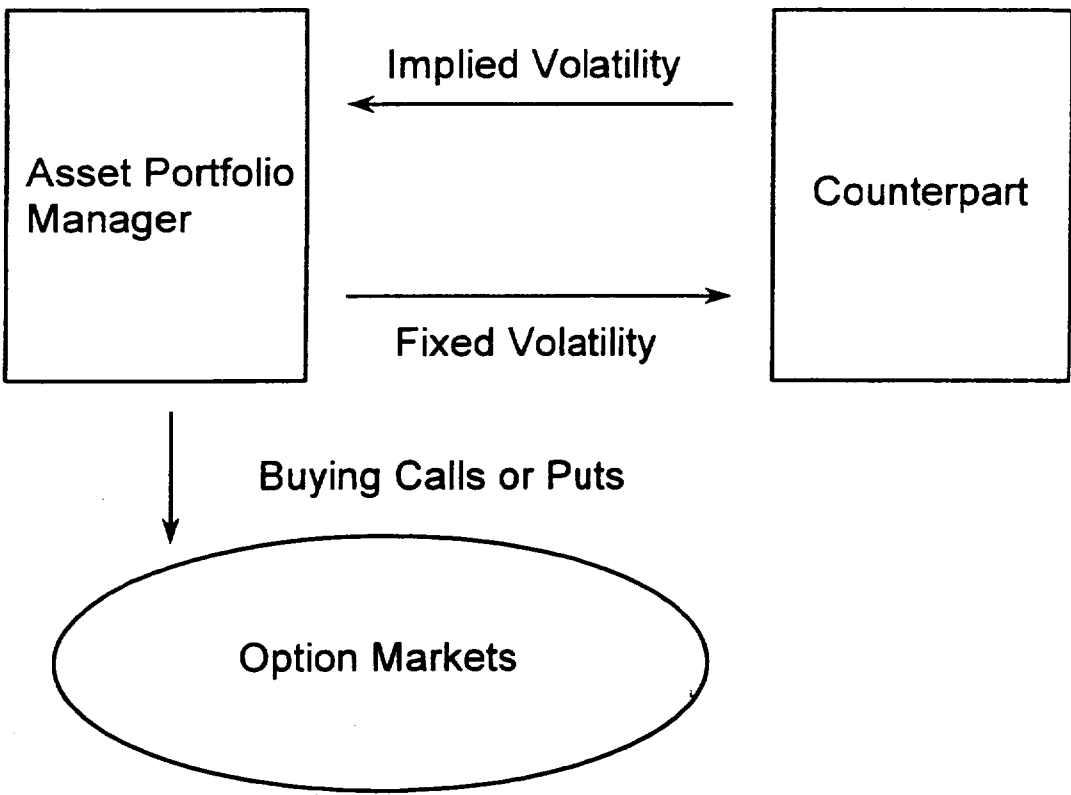 Implied Volatility
Asset Portfolio
Manager
Counterpart
Fixed Volatility
Buying Calls or Puts
Option Markets